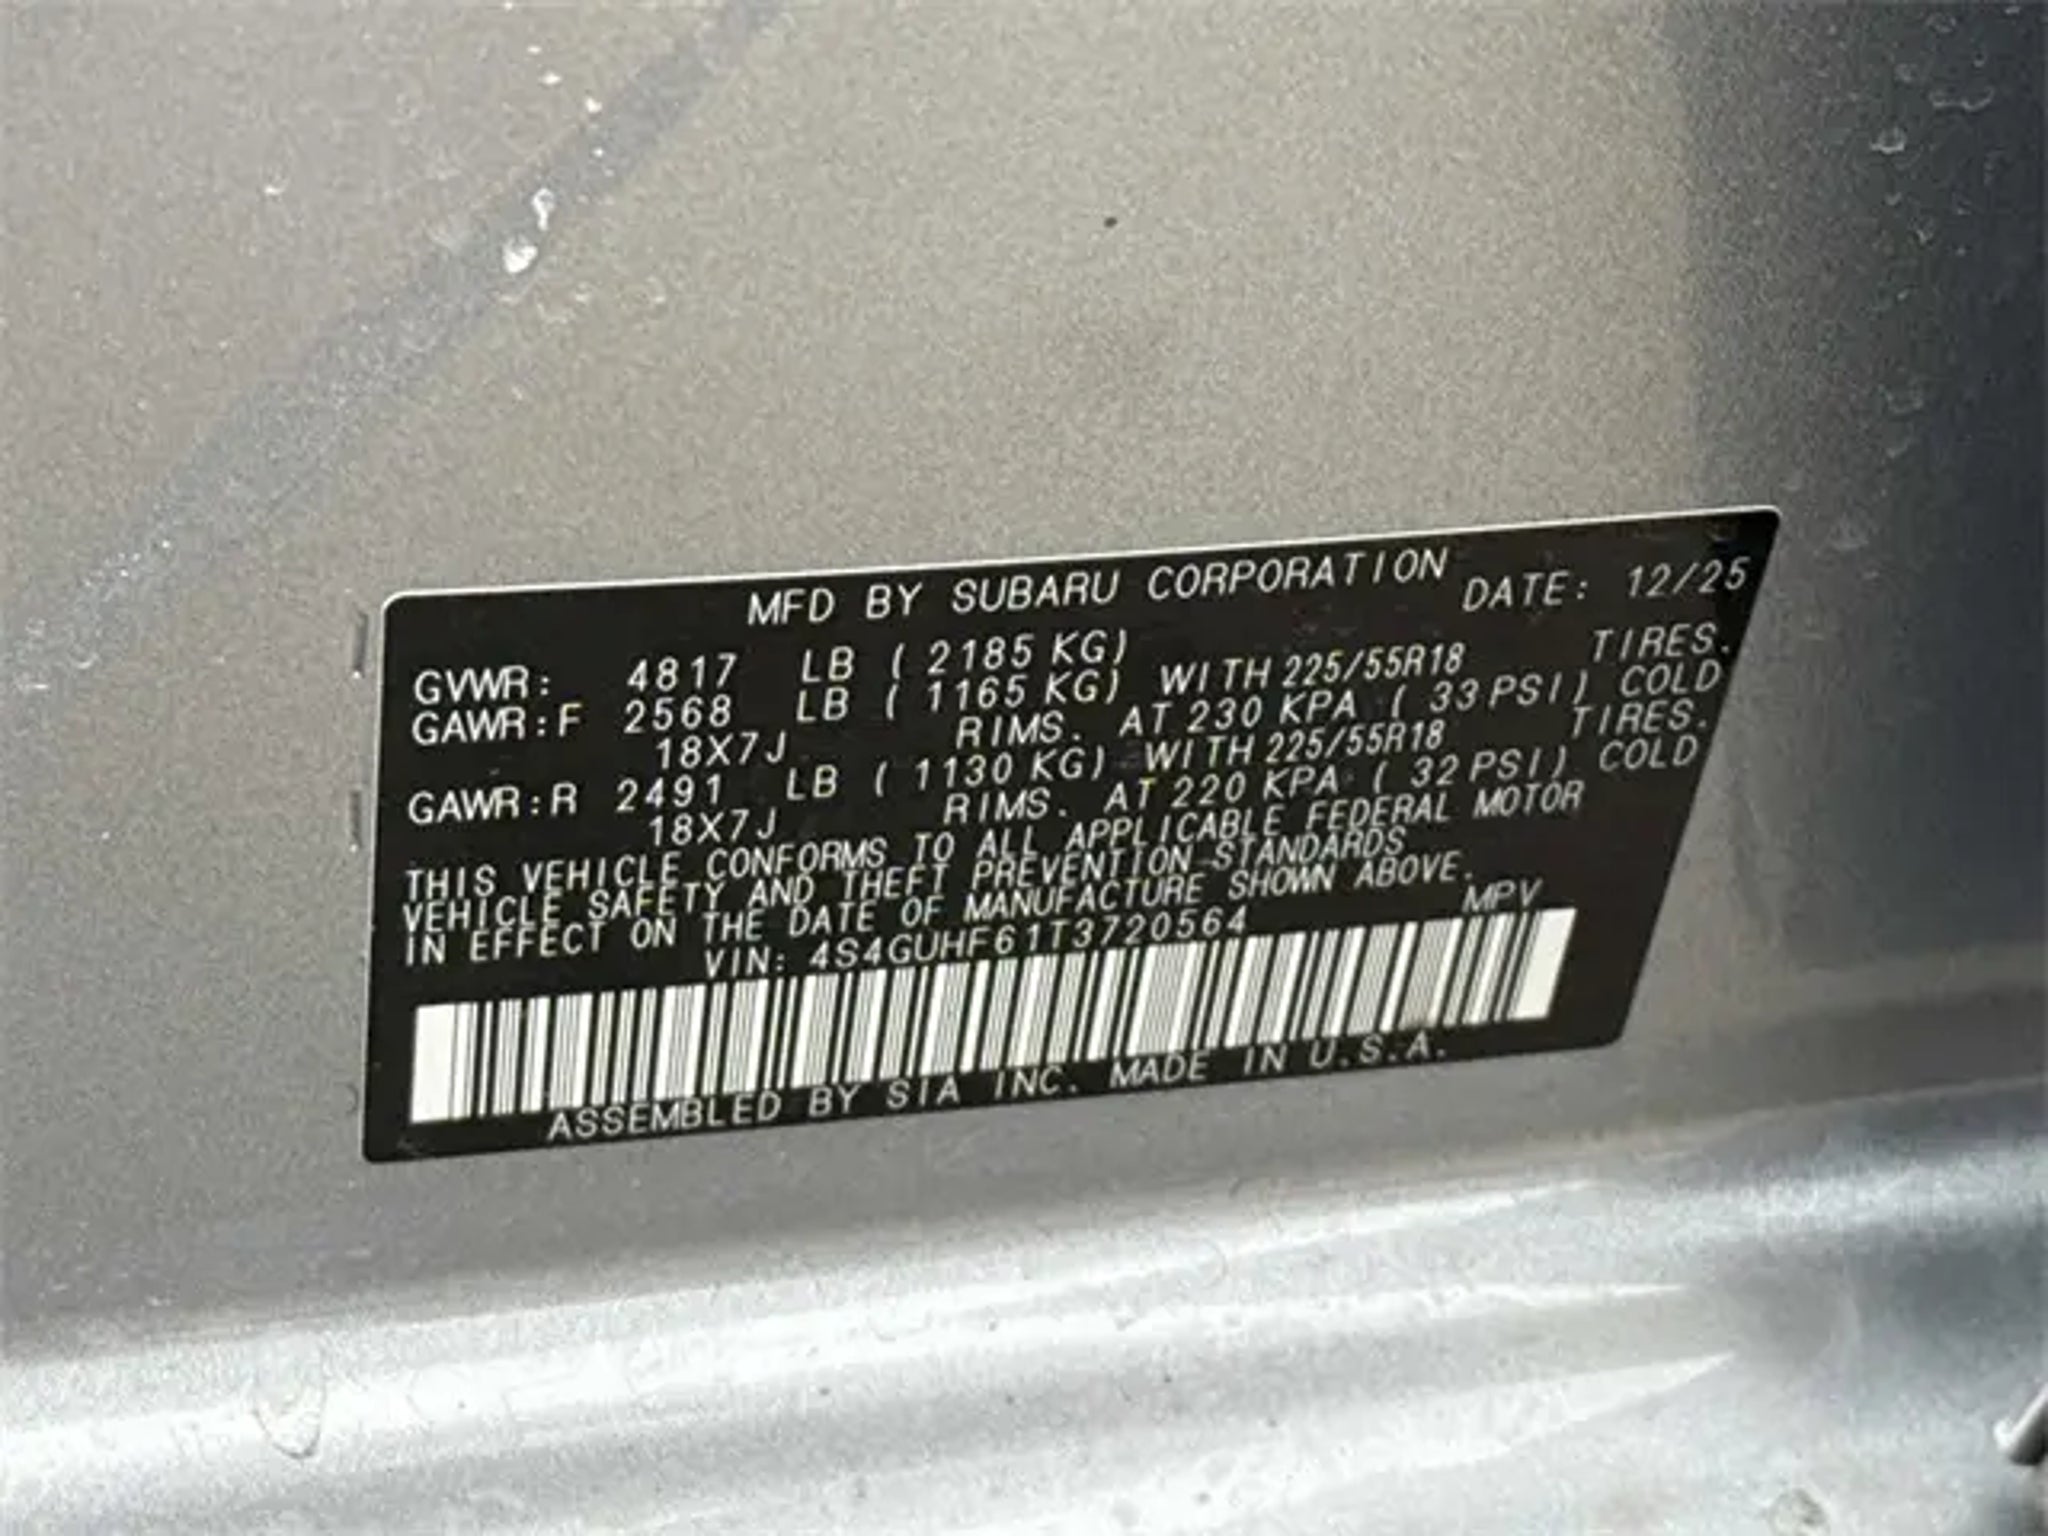 MFD BY SUBARU CORPORATION DATE: 12/25
GVWR: 4817 LB ( 2185 KG)
GAWR:F 2568 LB ( 1165 KG) WITH 225/55R18 TIRES.
18X7J RIMS. AT 230 KPA ( 33 PSI) COLD
GAWR:R 2491 LB ( 1130 KG) WITH 225/55R18 TIRES.
18X7J RIMS. AT 220 KPA ( 32 PSI) COLD
THIS VEHICLE CONFORMS TO ALL APPLICABLE FEDERAL MOTOR
VEHICLE SAFETY AND THEFT PREVENTION STANDARDS
IN EFFECT ON THE DATE OF MANUFACTURE SHOWN ABOVE.
VIN: 4S4GUHF61T3720564 MPV
ASSEMBLED BY SIA INC. MADE IN U.S.A.